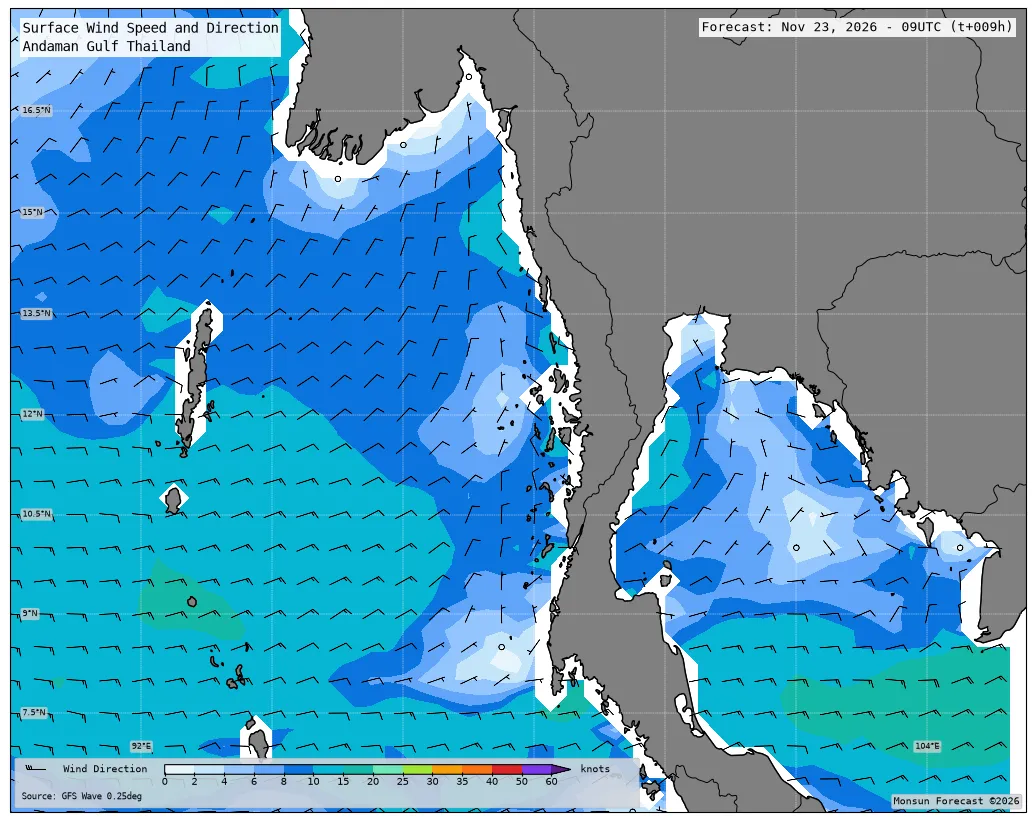 Surface Wind Speed and Direction
Andaman Gulf Thailand
Forecast: Nov 23, 2026 - 09UTC (t+009h)
16.5°N
15°N
13.5°N
12°N
10.5°N
9°N
7.5°N
92°E
104°E
Wind Direction
0 2 4 6 8 10 15 20 25 30 35 40 50 60
knots
Source: GFS Wave 0.25deg
Monsun Forecast ©2026